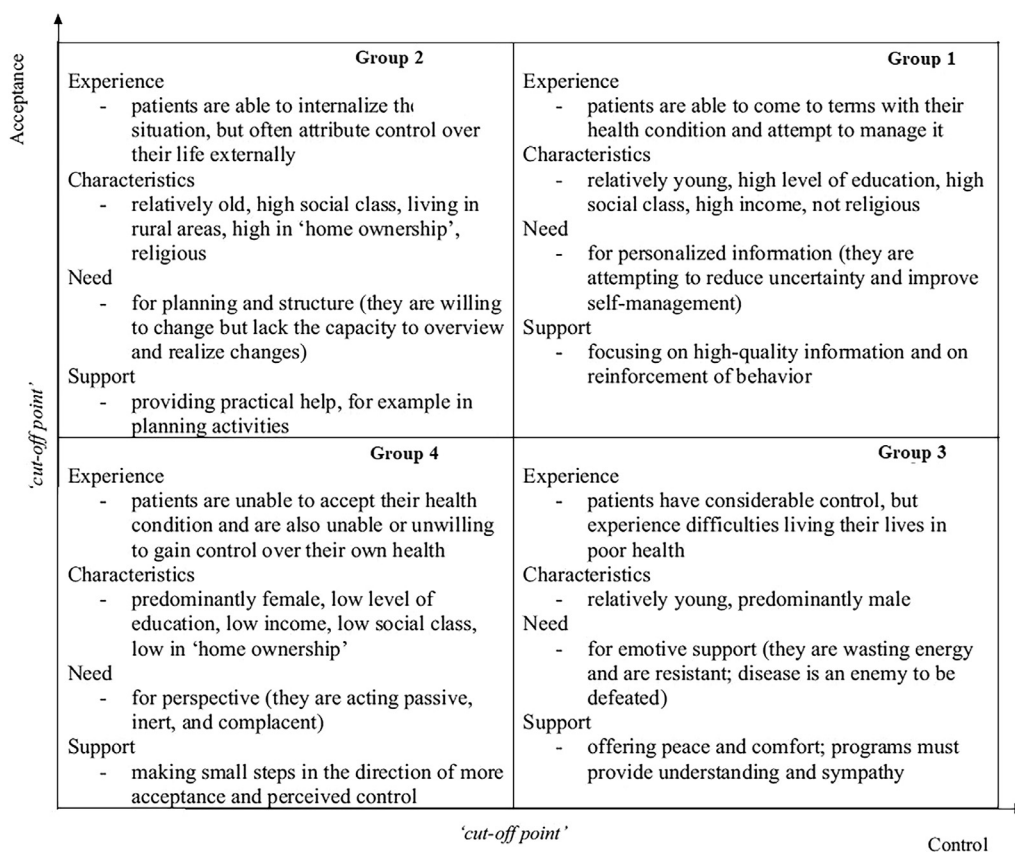 Acceptance
'cut-off point'
Group 2
Experience
- patients are able to internalize the
situation, but often attribute control over
their life externally
Characteristics
- relatively old, high social class, living in
rural areas, high in ‘home ownership’,
religious
Need
- for planning and structure (they are willing
to change but lack the capacity to overview
and realize changes)
Support
- providing practical help, for example in
planning activities
Group 1
Experience
- patients are able to come to terms with their
health condition and attempt to manage it
Characteristics
- relatively young, high level of education, high
social class, high income, not religious
Need
- for personalized information (they are
attempting to reduce uncertainty and improve
self-management)
Support
- focusing on high-quality information and on
reinforcement of behavior
Group 4
Experience
- patients are unable to accept their health
condition and are also unable or unwilling
to gain control over their own health
Characteristics
- predominantly female, low level of
education, low income, low social class,
low in ‘home ownership’
Need
- for perspective (they are acting passive,
inert, and complacent)
Support
- making small steps in the direction of more
acceptance and perceived control
Group 3
Experience
- patients have considerable control, but
experience difficulties living their lives in
poor health
Characteristics
- relatively young, predominantly male
Need
- for emotive support (they are wasting energy
and are resistant; disease is an enemy to be
defeated)
Support
- offering peace and comfort; programs must
provide understanding and sympathy
‘cut-off point’
Control